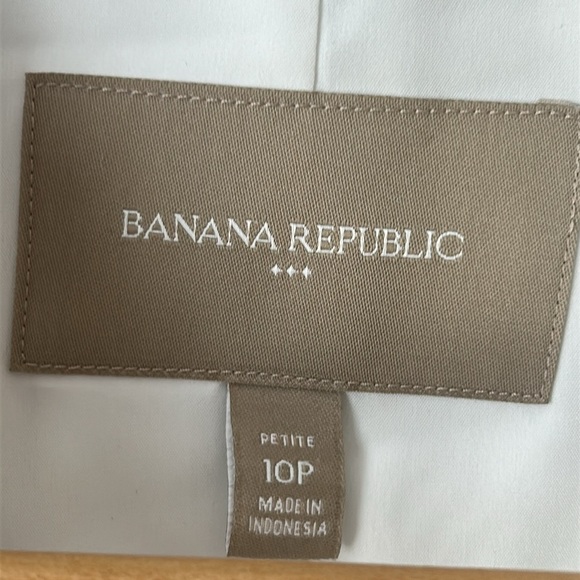 BANANA REPUBLIC
PETITE
10P
MADE IN
INDONESIA